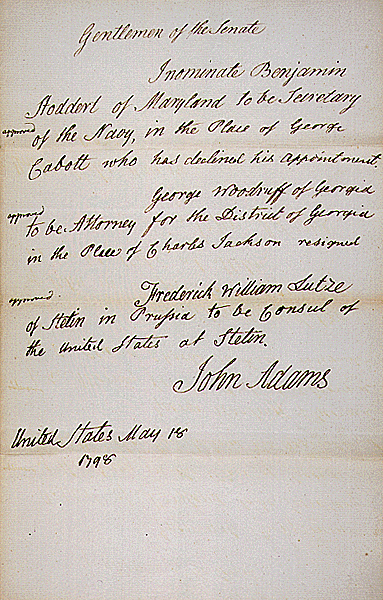 Gentlemen of the Senate
I nominate Benjamin
Stoddert of Maryland to be Secretary
approved
of the Navy, in the Place of George
Cabott who has declined his appointment.
George Woodruff of Georgia
approved
to be Attorney for the District of Georgia
in the Place of Charles Jackson resigned
Frederick William Lutze
approved.
of Stetin in Prussia to be Consul of
the United States at Stetin.
John Adams
United States May 18
1798